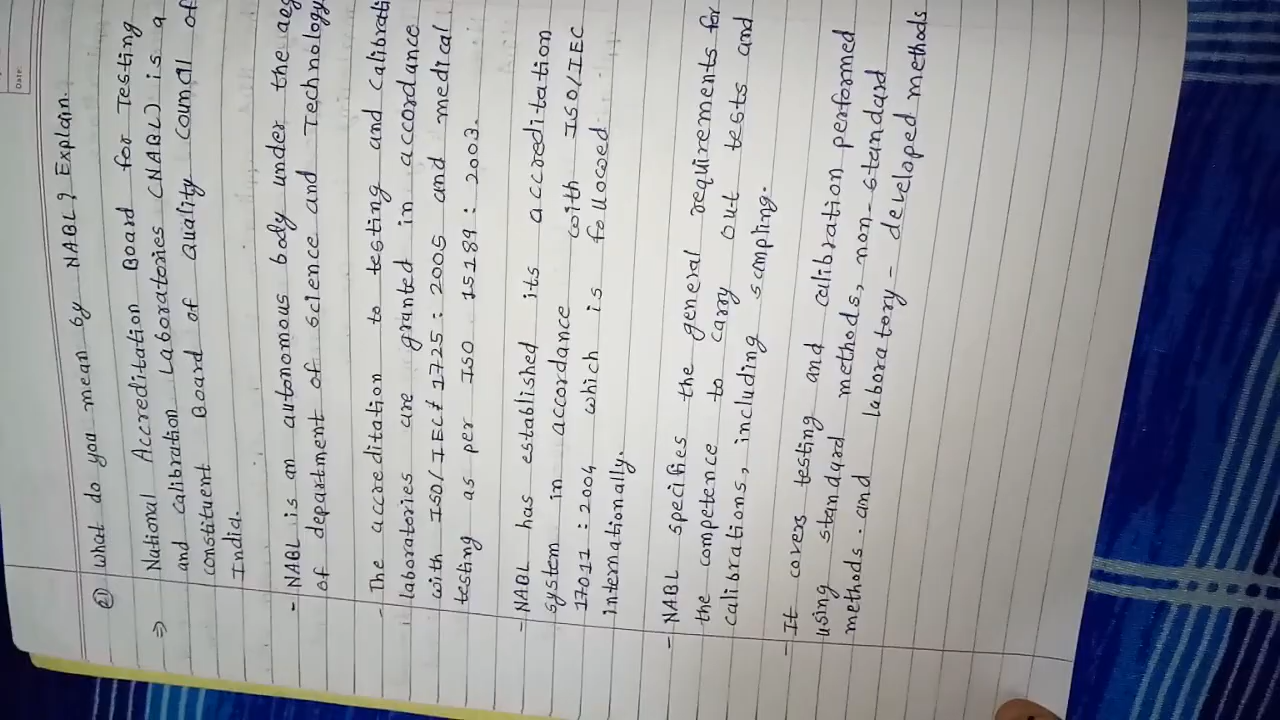 DATE:
21 What do you mean by NABL? Explain.
⇒ National Accreditation Board for Testing
and calibration Laboratories (NABL) is a
constituent Board of Quality council of
India.
- NABL is an autonomous body under the aeg
of department of science and Technology
- The accreditation to testing and calibrati
laboratories are granted in accordance
with ISO/IEC 1725:2005 and medical
testing as per ISO 15189:2003.
- NABL has established its accreditation
system in accordance with ISO/IEC
17011:2004 which is followed
internationally.
- NABL specifies the general requirements for
the competence to carry out tests and
calibrations, including sampling.
- It covers testing and calibration performed
using standard methods, non-standard
methods. and laboratory-developed methods